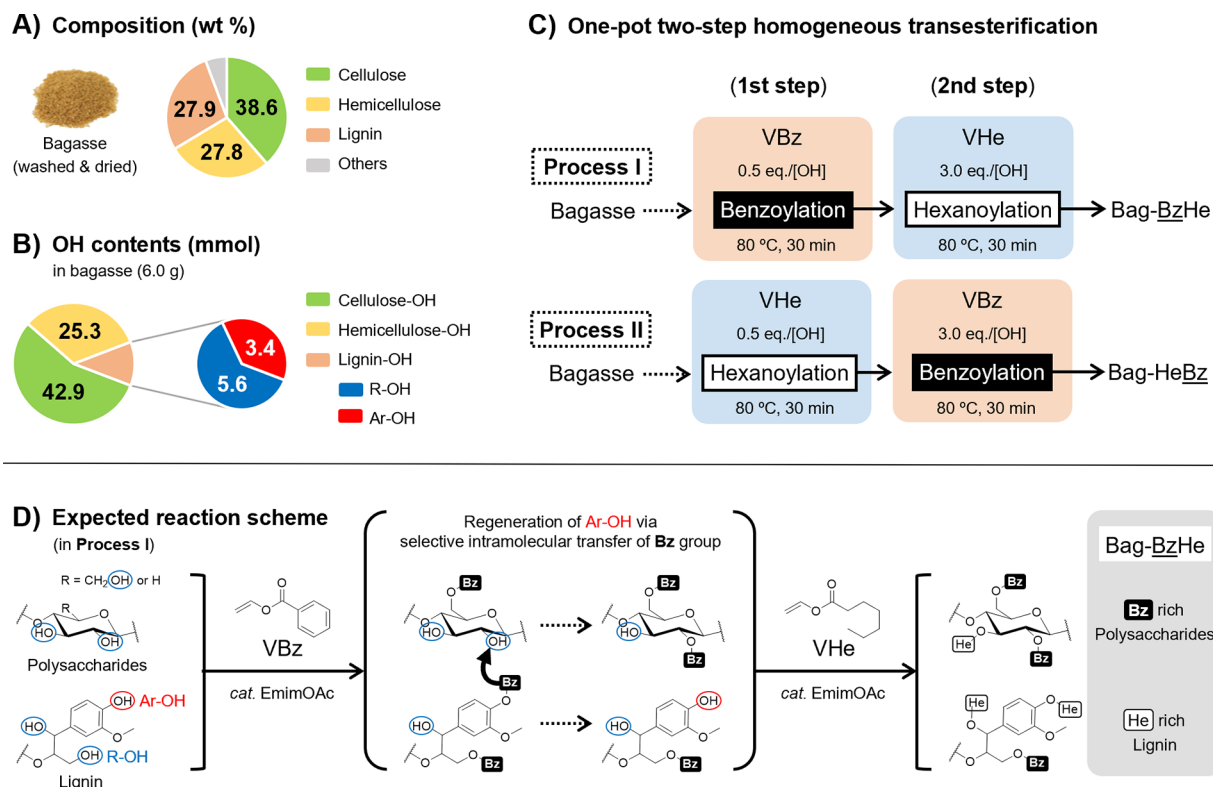 A) Composition (wt %)
Bagasse
(washed & dried)
38.6
27.8
27.9
Cellulose
Hemicellulose
Lignin
Others
B) OH contents (mmol)
in bagasse (6.0 g)
25.3
42.9
3.4
5.6
Cellulose-OH
Hemicellulose-OH
Lignin-OH
R-OH
Ar-OH
C) One-pot two-step homogeneous transesterification
(1st step)
(2nd step)
Process I
Bagasse
VBz
0.5 eq./[OH]
Benzoylation
80 ºC, 30 min
VHe
3.0 eq./[OH]
Hexanoylation
80 ºC, 30 min
Bag-BzHe
Process II
Bagasse
VHe
0.5 eq./[OH]
Hexanoylation
80 ºC, 30 min
VBz
3.0 eq./[OH]
Benzoylation
80 ºC, 30 min
Bag-HeBz
D) Expected reaction scheme
(in Process I)
R = CH2OH or H
R
O
O
HO
OH
O
Polysaccharides
OH Ar-OH
HO
O
OH R-OH
O
Lignin
O
O
VBz
cat. EmimOAc
Regeneration of Ar-OH via
selective intramolecular transfer of Bz group
Bz
O
O
O
HO
OH
O
Bz
O
HO
O
O
O
Bz
Bz
O
O
O
HO
O
O
Bz
OH
HO
O
O
O
Bz
O
O
VHe
cat. EmimOAc
Bz
O
O
O
O
He
O
O
Bz
He
O
O
He
O
O
O
Bz
Bag-BzHe
Bz rich
Polysaccharides
He rich
Lignin